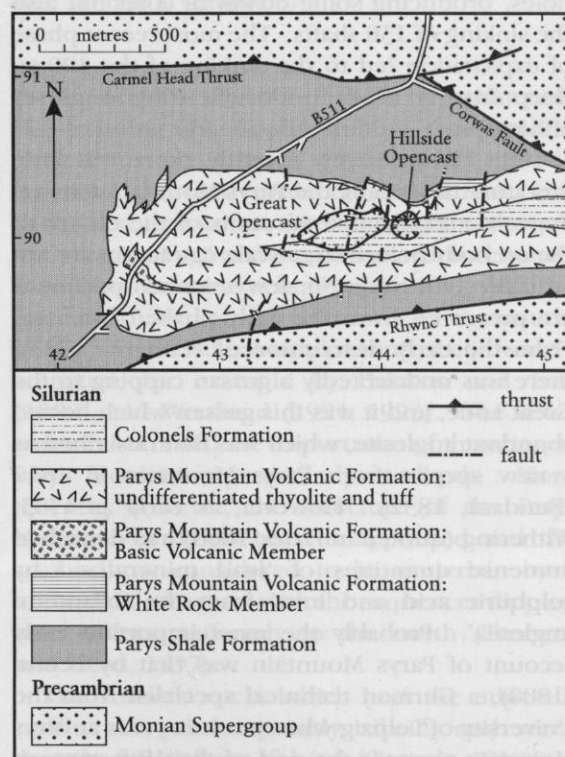 metres 500
91
Carmel Head Thrust
N
B5111
Corwas Fault
Hillside
Opencast
Great
Opencast
90
Rhwnc Thrust
42 43 44 45
Silurian
thrust
Colonels Formation
fault
Parys Mountain Volcanic Formation:
undifferentiated rhyolite and tuff
Parys Mountain Volcanic Formation:
Basic Volcanic Member
Parys Mountain Volcanic Formation:
White Rock Member
Parys Shale Formation
Precambrian
Monian Supergroup